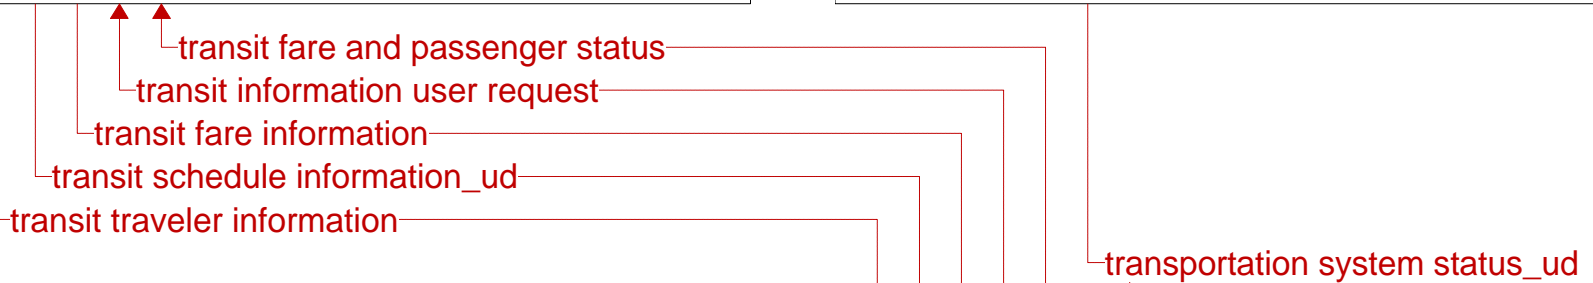 transit fare and passenger status
transit information user request
transit fare information
transit schedule information_ud
transit traveler information
transportation system status_ud